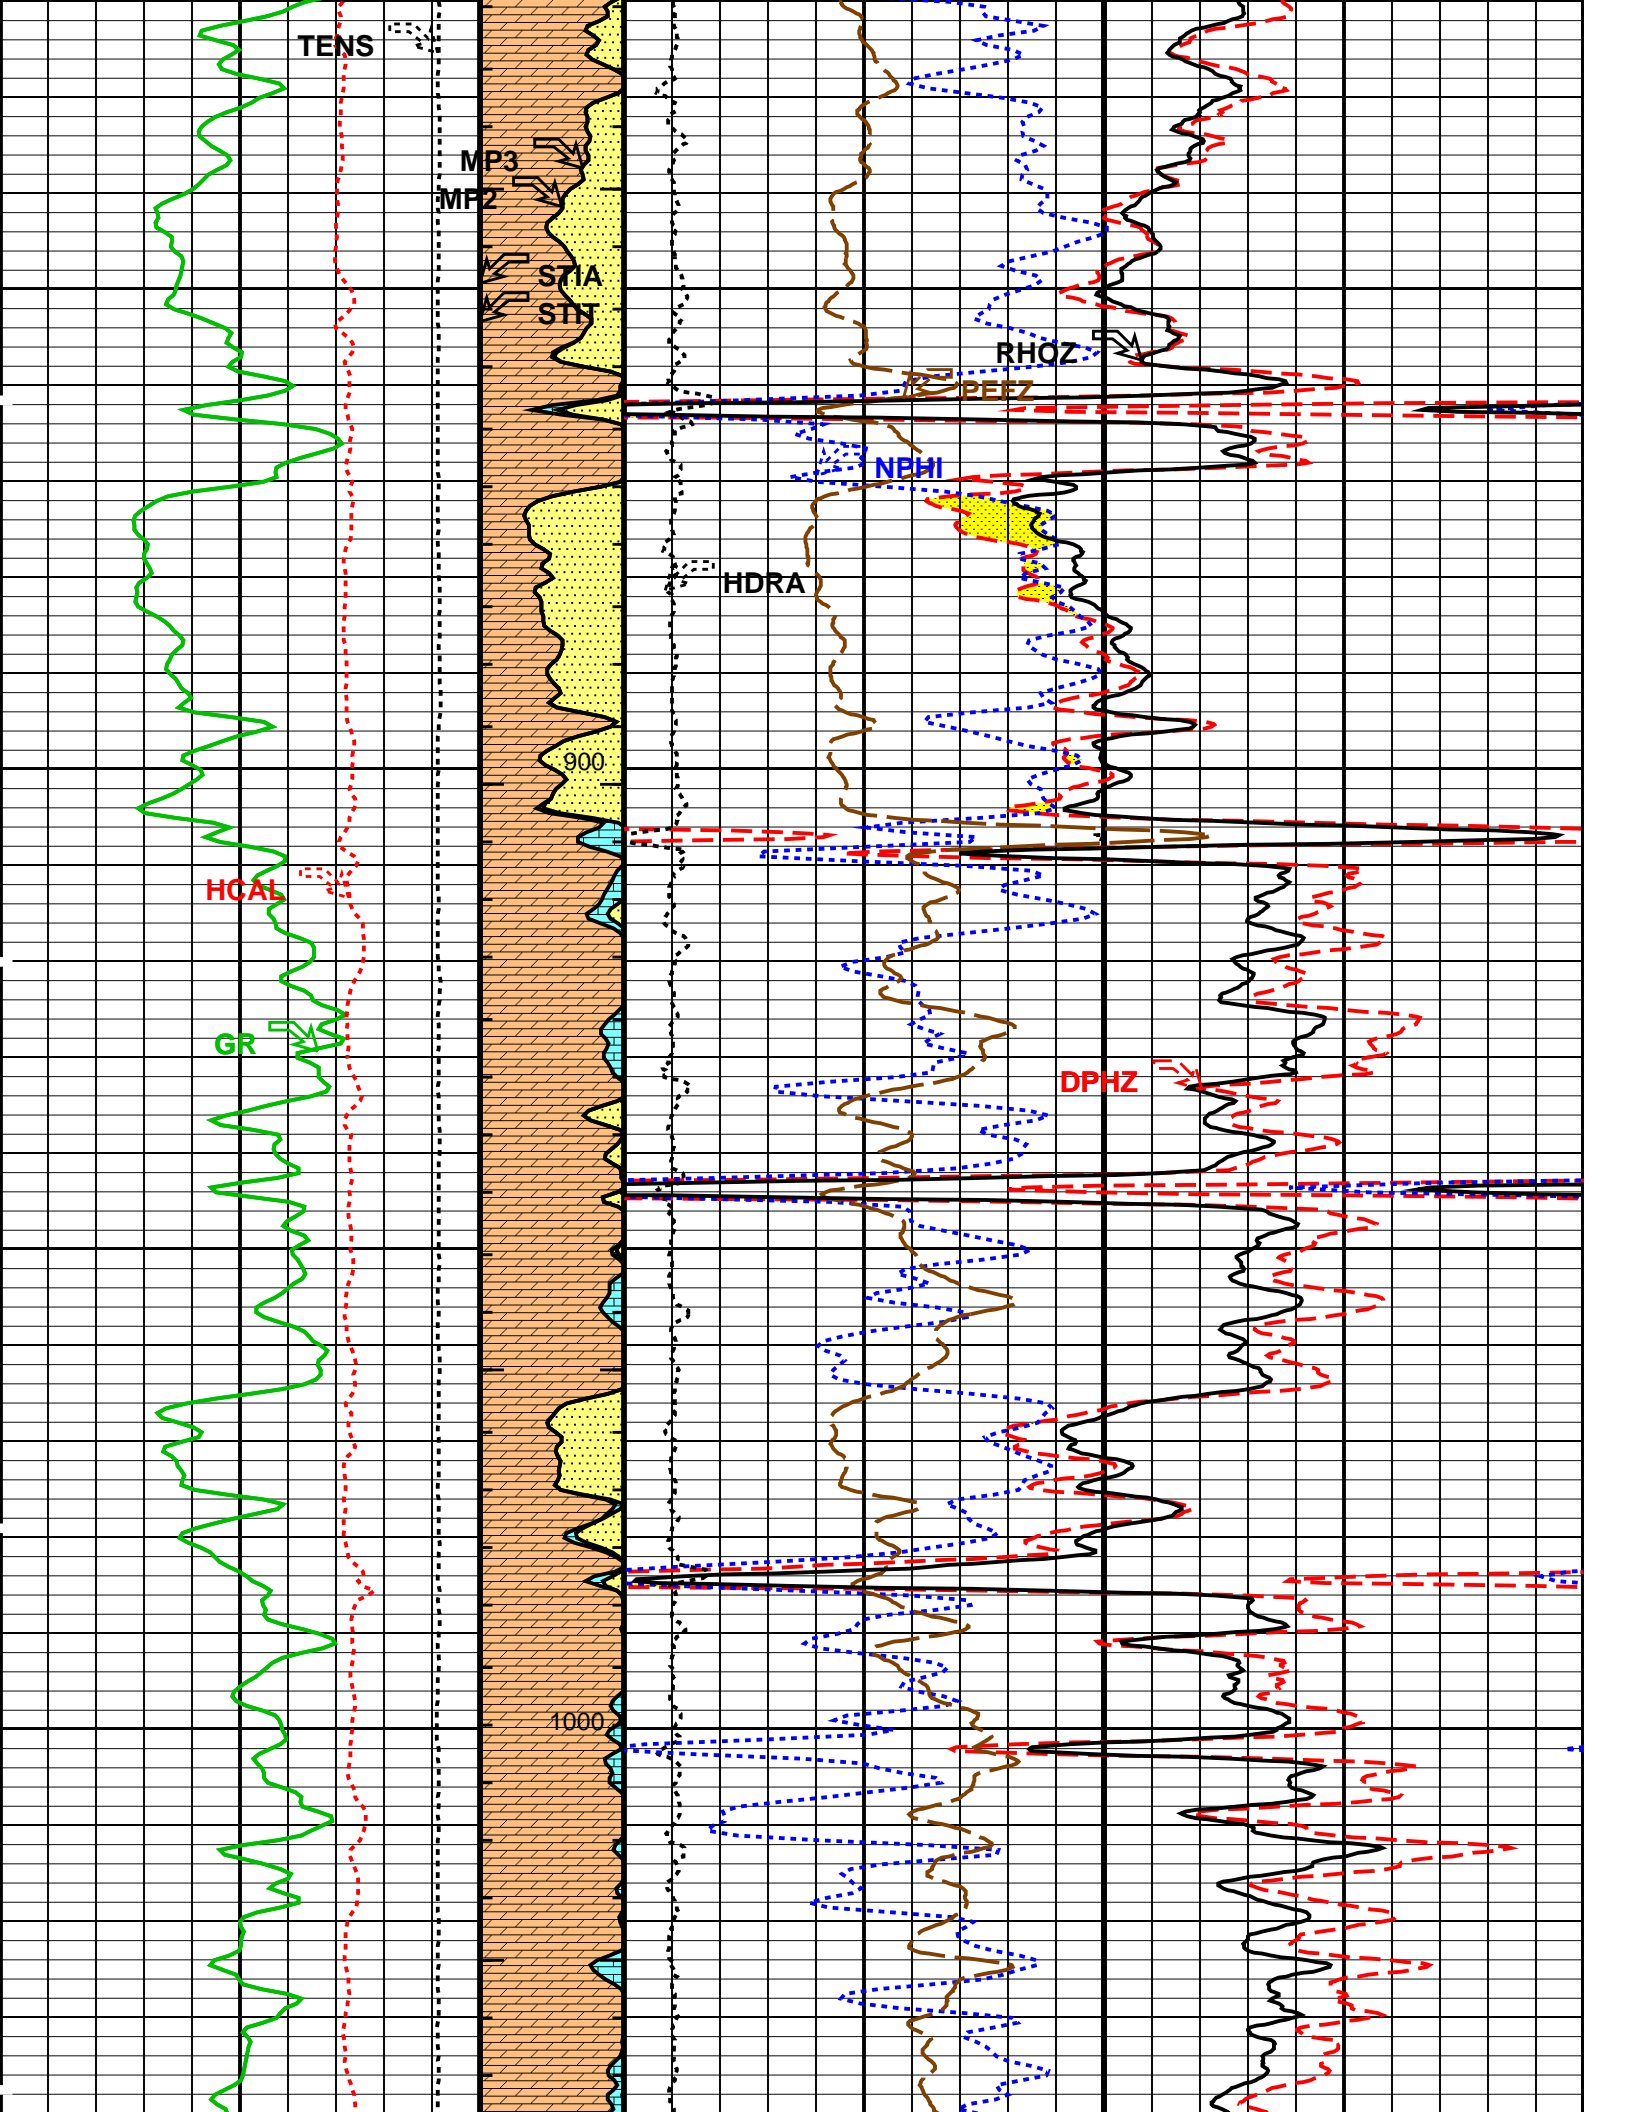 TENS
MP3
MP2
STIA
STIT
RHOZ
PEFZ
NPHI
HDRA
900
HCAL
GR
DPHZ
1000